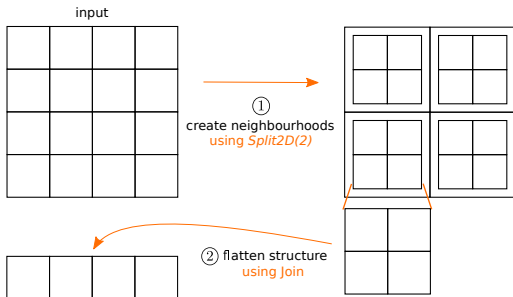 input
①
create neighbourhoods
using Split2D(2)
② flatten structure
using Join